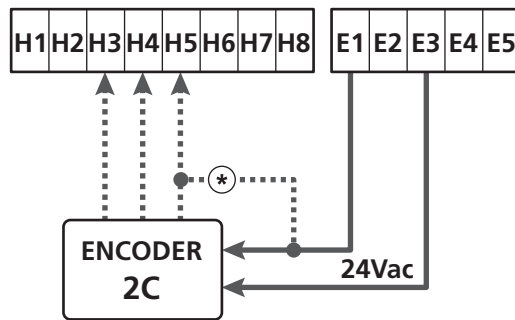 H1 H2 H3 H4 H5 H6 H7 H8 E1 E2 E3 E4 E5
*
ENCODER
2C
24Vac